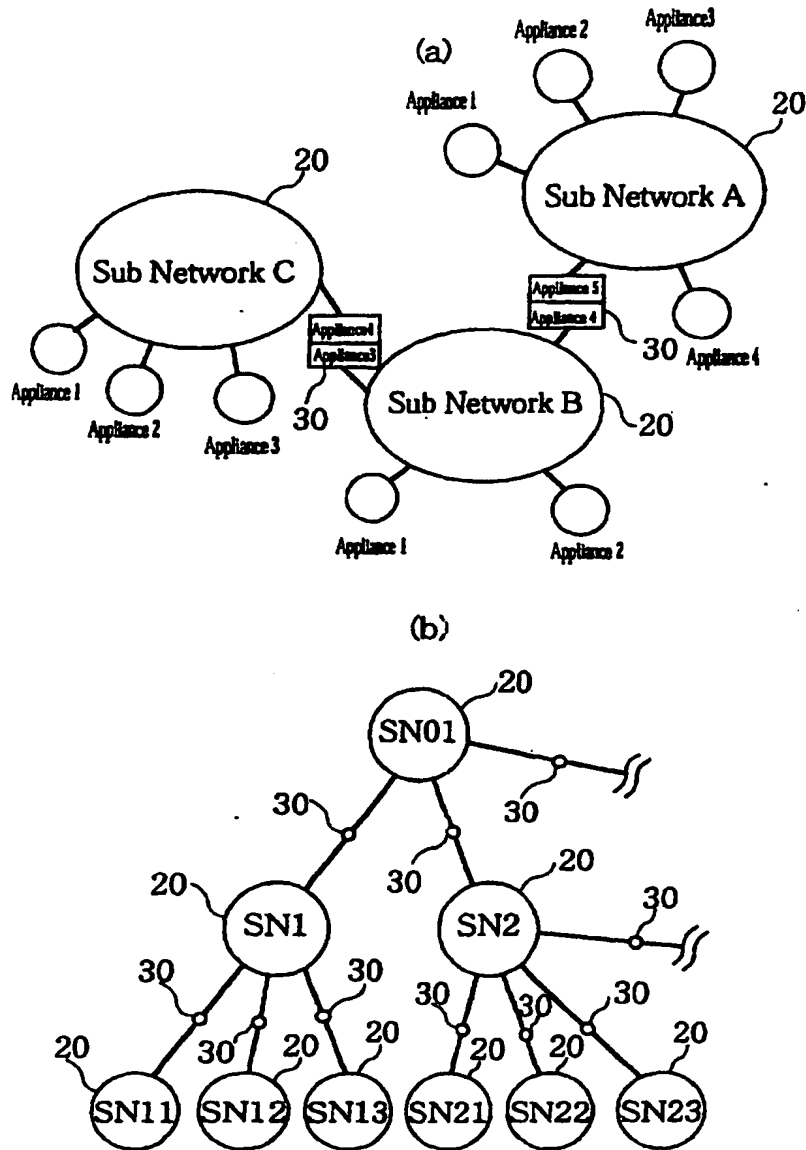 (a)
Appliance 2
Appliance3
Appliance 1
20
Sub Network A
20
Sub Network C
Appliance 5
Appliance 4
30
Appliance 4
Appliance4
Appliance3
30
Appliance 1
Appliance 2
Appliance 3
Sub Network B
20
Appliance 1
Appliance 2
(b)
20
SN01
30
30
30
20
SN1
20
SN2
30
30
30
30
30
30
30
20
SN11
20
SN12
20
SN13
20
SN21
20
SN22
20
SN23